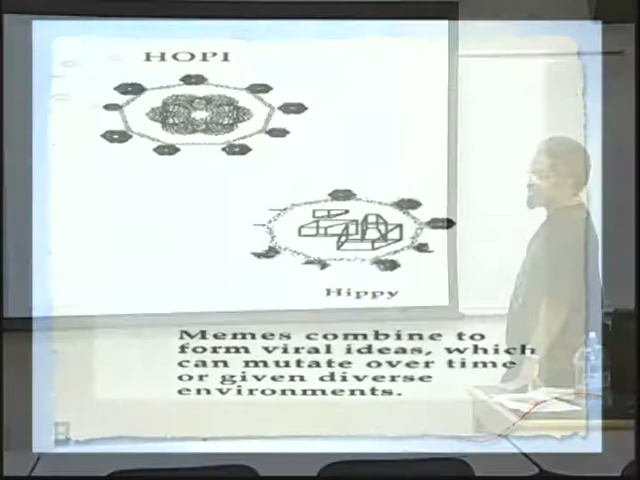 HOPI
Hippy
Memes combine to
form viral ideas, which
can mutate over time
or given diverse
environments.